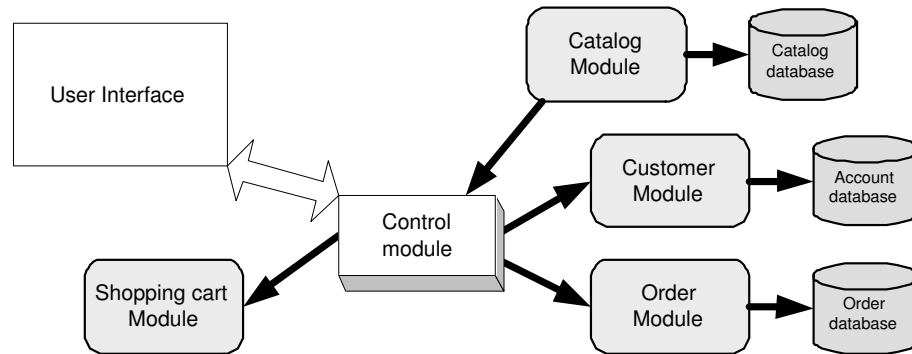 User Interface
Catalog
Module
Catalog
database
Customer
Module
Account
database
Control
module
Shopping cart
Module
Order
Module
Order
database